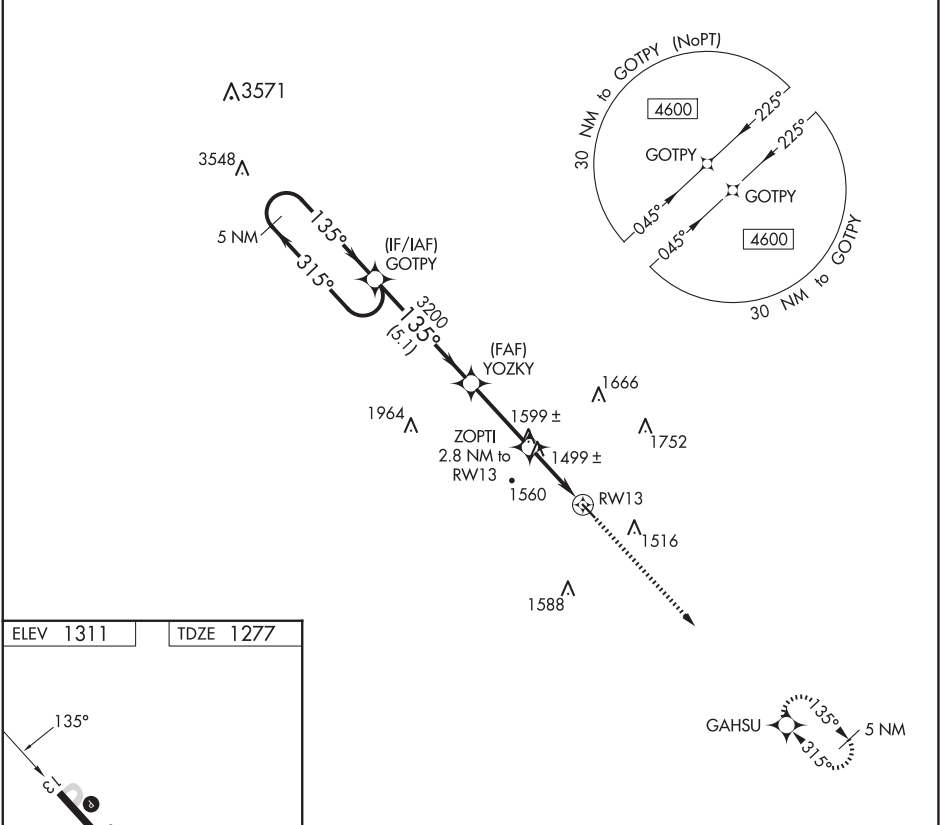 30 NM to GOTPY (NoPT)
4600
225°
GOTPY
045°
225°
GOTPY
045°
4600
30 NM to GOTPY
3571
3548
5 NM
135°
315°
(IF/IAF)
GOTPY
3200
135°
(5.1)
(FAF)
YOZKY
1964
1666
1599 ±
1752
ZOPTI
2.8 NM to
RW13
1499 ±
1560
RW13
1516
1588
ELEV 1311
TDZE 1277
135°
13
P
GAHSU
135°
315°
5 NM